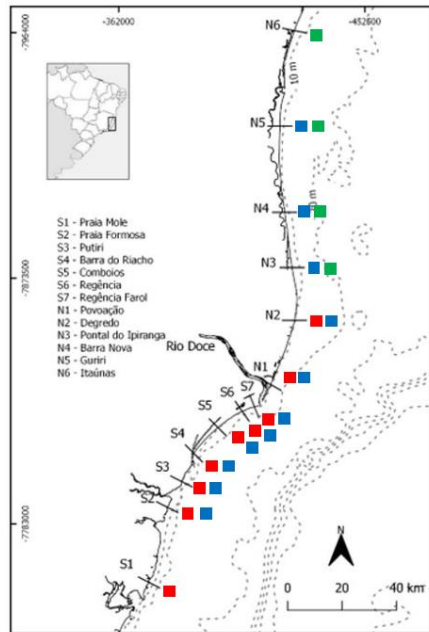 -362000
-452600
-7964000
N6
10 m
N5
N4
N3
-7873500
N2
S1 - Praia Mole
S2 - Praia Formosa
S3 - Putiri
S4 - Barra do Riacho
S5 - Comboios
S6 - Regência
S7 - Regência Farol
N1 - Povoação
N2 - Degredo
N3 - Pontal do Ipiranga
N4 - Barra Nova
N5 - Guriri
N6 - Itaúnas
Rio Doce
N1
S7
S6
S5
S4
S3
S2
-7783000
S1
N
0 20 40 km